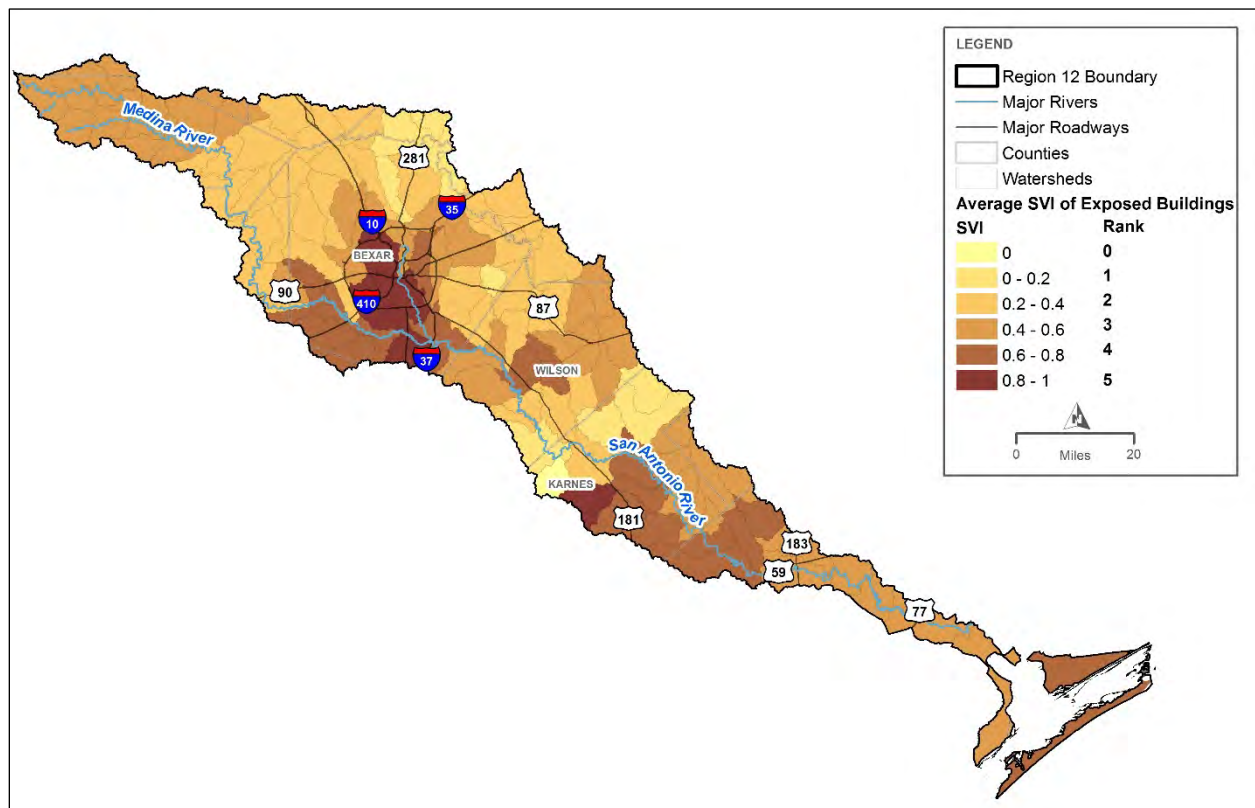 LEGEND
Region 12 Boundary
Major Rivers
Major Roadways
Counties
Watersheds
Average SVI of Exposed Buildings
SVI Rank
0 0
0 - 0.2 1
0.2 - 0.4 2
0.4 - 0.6 3
0.6 - 0.8 4
0.8 - 1 5
N
0 20
Miles
Medina River
281
35
10
BEXAR
90
410
87
37
WILSON
San Antonio River
KARNES
181
183
59
77